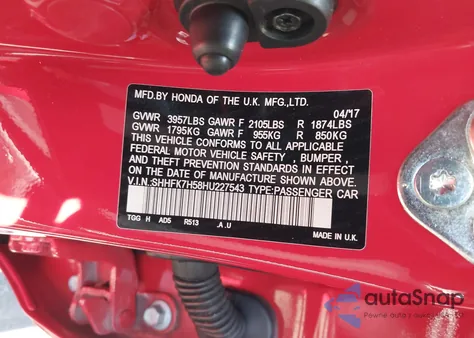 MFD.BY HONDA OF THE U.K. MFG.,LTD.
04/17
GVWR 3957LBS GAWR F 2105LBS R 1874LBS
GVWR 1795KG GAWR F 955KG R 850KG
THIS VEHICLE CONFORMS TO ALL APPLICABLE
FEDERAL MOTOR VEHICLE SAFETY , BUMPER ,
AND THEFT PREVENTION STANDARDS IN EFFECT
ON THE DATE OF MANUFACTURE SHOWN ABOVE.
V.I.N.:SHHFK7H58HU227543 TYPE:PASSENGER CAR
TGG H AD5 R513 .A.U
MADE IN U.K.
autoSnap
Pewne auta z